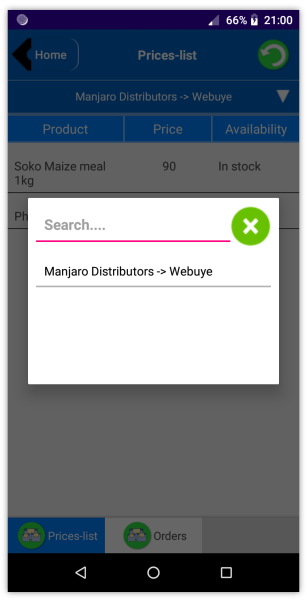 66% 21:00
Home Prices-list
Manjaro Distributors -> Webuye
Product Price Availability
Soko Maize meal 90 In stock
1kg
Ph
Search....
Manjaro Distributors -> Webuye
Prices-list Orders